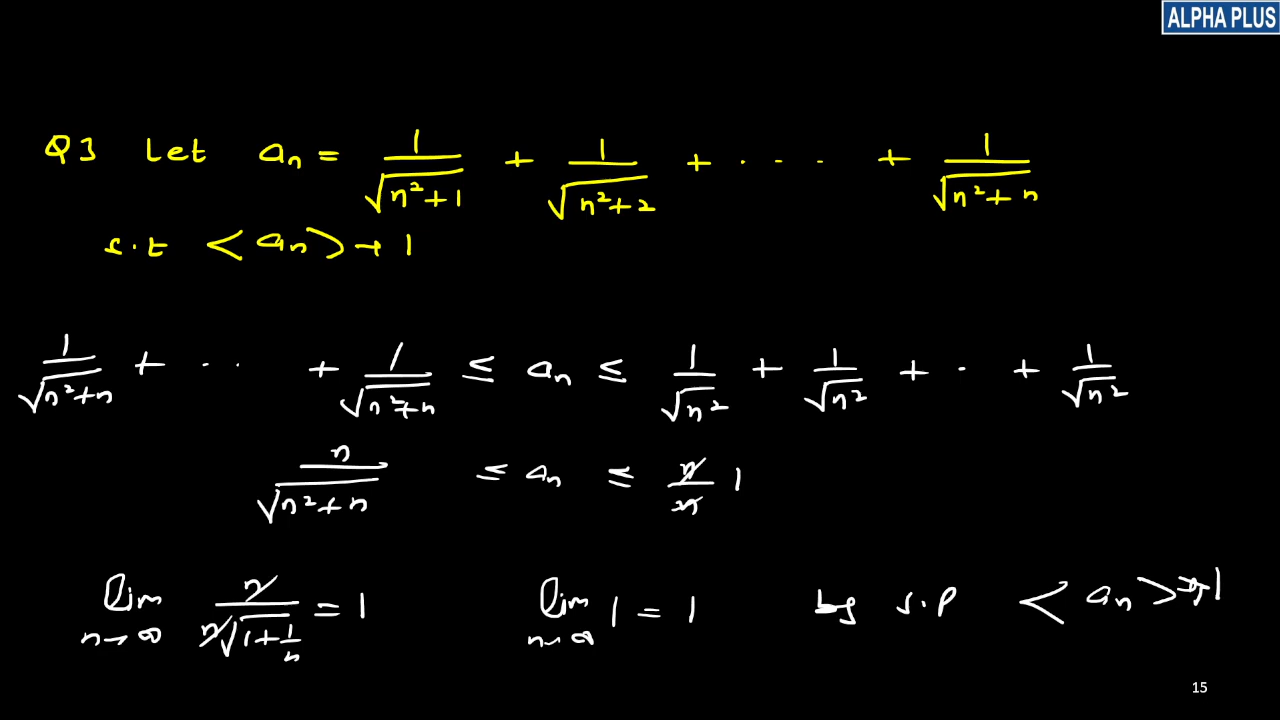 ALPHA PLUS
Q3 Let aₙ = 1/√(n²+1) + 1/√(n²+2) + · · · + 1/√(n²+n)
s.t <aₙ> → 1
1/√(n²+n) + · · + 1/√(n²+n) ≤ aₙ ≤ 1/√n² + 1/√n² + · + 1/√n²
n/√(n²+n) ≤ aₙ ≤ n/n 1
lim n→∞ n/(n√(1+1/n)) = 1 lim n→∞ 1 = 1 by s.p <aₙ> → 1
15